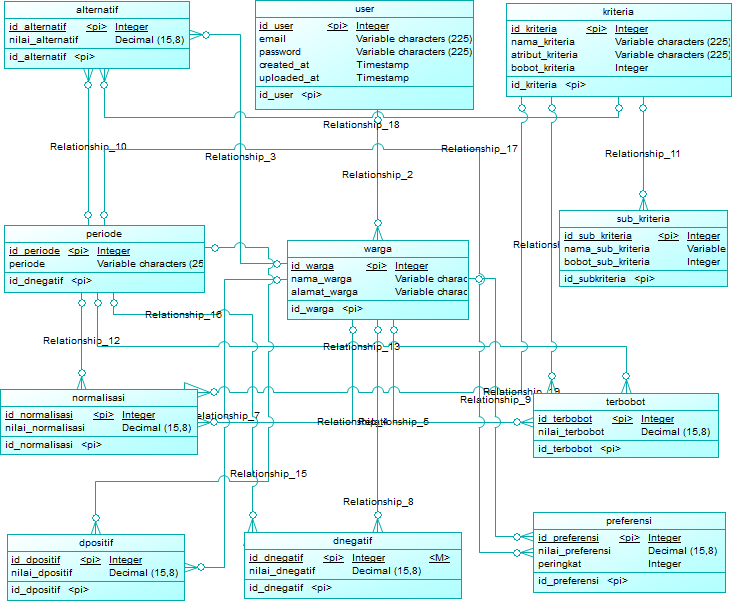 alternatif
id_alternatif <pi> Integer
nilai_alternatif Decimal (15,8)
id_alternatif <pi>
user
id_user <pi> Integer
email Variable characters (225)
password Variable characters (225)
created_at Timestamp
uploaded_at Timestamp
id_user <pi>
kriteria
id_kriteria <pi> Integer
nama_kriteria Variable characters (225)
atribut_kriteria Variable characters (225)
bobot_kriteria Integer
id_kriteria <pi>
Relationship_18
Relationship_10
Relationship_3
Relationship_17
Relationship_11
Relationship_2
periode
id_periode <pi> Integer
periode Variable characters (25
id_dnegatif <pi>
warga
id_warga <pi> Integer
nama_warga Variable charac
alamat_warga Variable charac
id_warga <pi>
sub_kriteria
id_sub_kriteria <pi> Integer
nama_sub_kriteria Variable
bobot_sub_kriteria Integer
id_subkriteria <pi>
Relations
Relationship_16
Relationship_12
Relationship_13
Relationship_19
Relationship_9
normalisasi
id_normalisasi <pi> Integer
nilai_normalisasi Decimal (15,8)
id_normalisasi <pi>
elationship_7
Relationship_5
terbobot
id_terbobot <pi> Integer
nilai_terbobot Decimal (15,8)
id_terbobot <pi>
Relationship_15
Relationship_8
dpositif
id_dpositif <pi> Integer
nilai_dpositif Decimal (15,8)
id_dpositif <pi>
dnegatif
id_dnegatif <pi> Integer <M>
nilai_dnegatif Decimal (15,8)
id_dnegatif <pi>
preferensi
id_preferensi <pi> Integer
nilai_preferensi Decimal (15,8)
peringkat Integer
id_preferensi <pi>